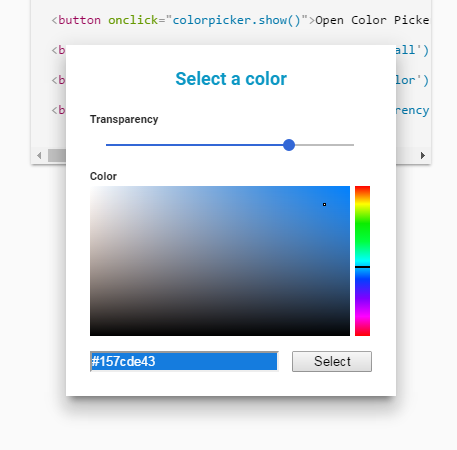 <button onclick="colorpicker.show()">Open Color Picke
<b
all')
Select a color
<b
lor')
<b
rency
Transparency
Color
#157cde43
Select